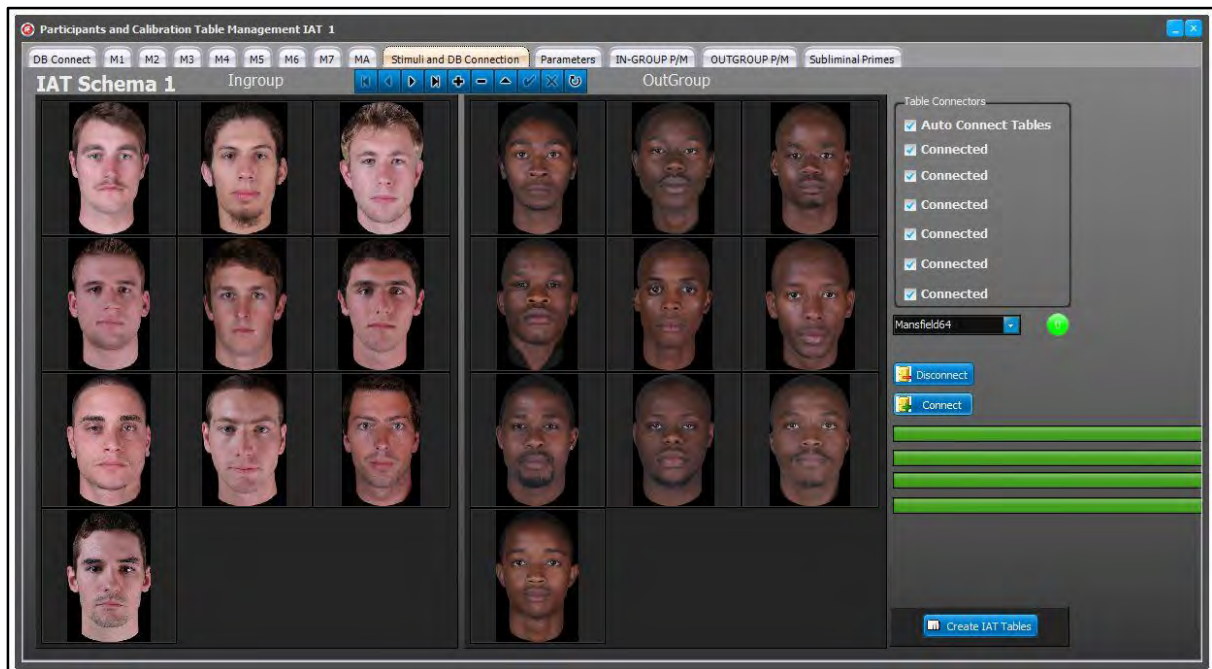 Participants and Calibration Table Management IAT 1
DB Connect M1 M2 M3 M4 M5 M6 M7 MA Stimuli and DB Connection Parameters IN-GROUP P/M OUTGROUP P/M Subliminal Primes
IAT Schema 1 Ingroup OutGroup
Table Connectors
Auto Connect Tables
Connected
Connected
Connected
Connected
Connected
Connected
Mansfield64 0
Disconnect
Connect
Create IAT Tables